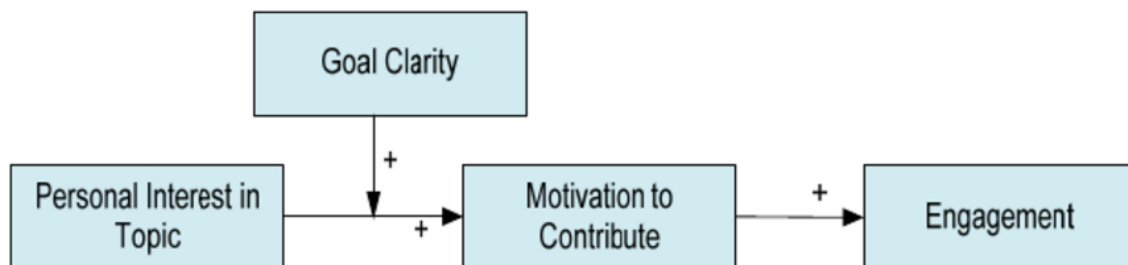 Goal Clarity
+
Personal Interest in
Topic
+
Motivation to
Contribute
+
Engagement